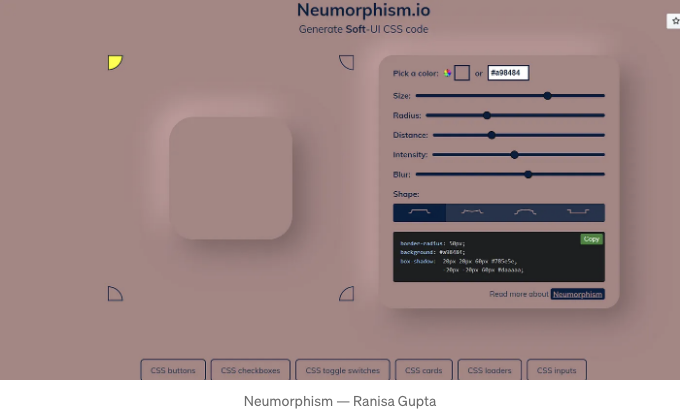 Neumorphism.io
Generate Soft-UI CSS code
Pick a color: or #a98484
Size:
Radius:
Distance:
Intensity:
Blur:
Shape:
Copy
border-radius: 50px;
background: #a98484;
box-shadow: 20px 20px 60px
-20px -20px 60px
Read more about Neumorphism
CSS buttons CSS checkboxes CSS toggle switches CSS cards CSS loaders CSS inputs
Neumorphism — Ranisa Gupta